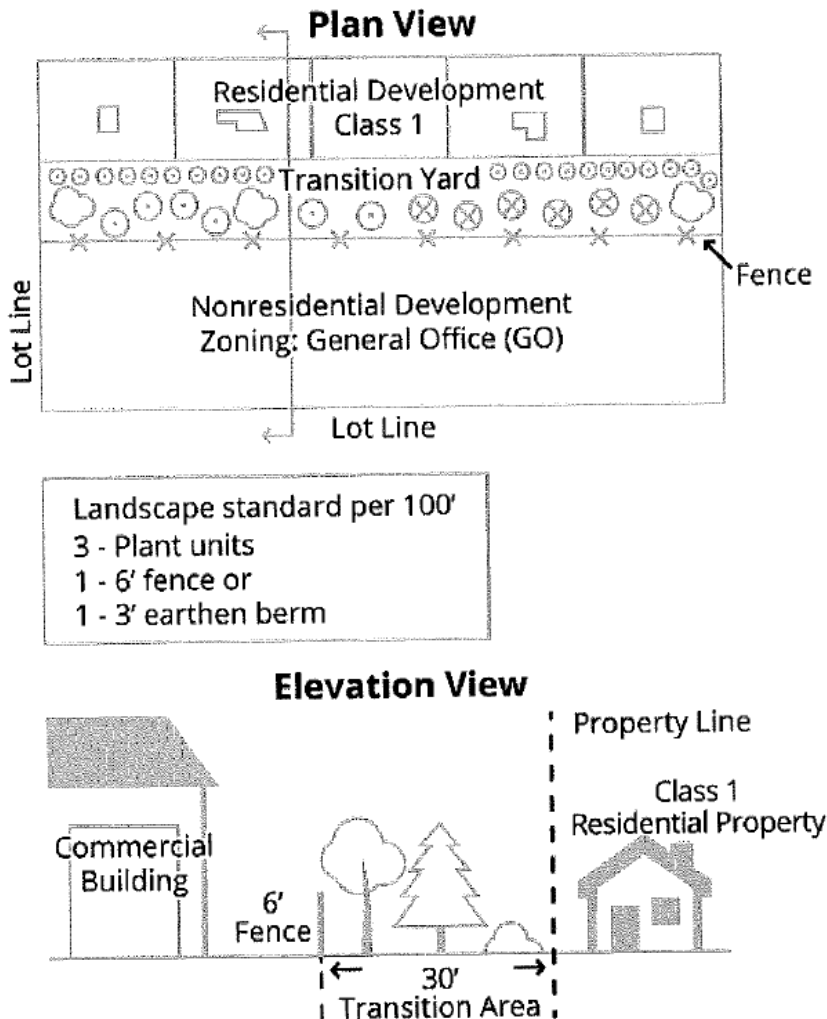 Plan View
Residential Development
Class 1
Transition Yard
Fence
Nonresidential Development
Zoning: General Office (GO)
Lot Line
Lot Line
Landscape standard per 100'
3 - Plant units
1 - 6' fence or
1 - 3' earthen berm
Elevation View
Property Line
Class 1
Residential Property
Commercial
Building
6'
Fence
30'
Transition Area